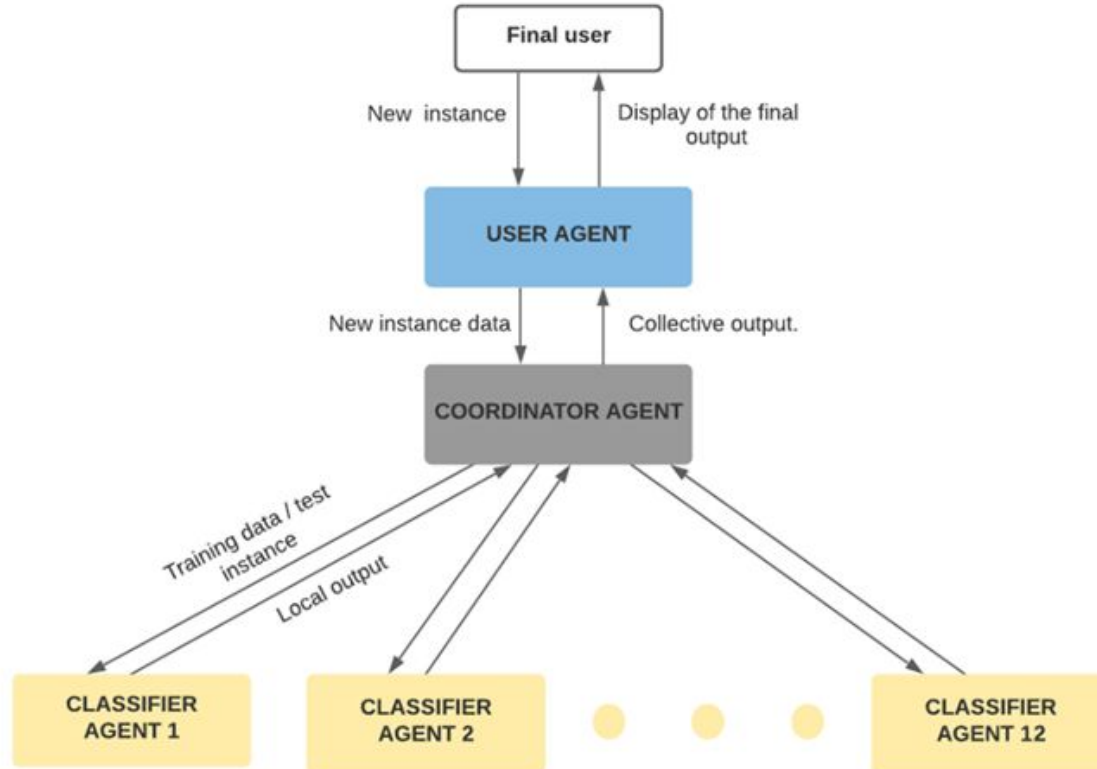 Final user
New instance
Display of the final
output
USER AGENT
New instance data
Collective output.
COORDINATOR AGENT
Training data / test
instance
Local output
CLASSIFIER
AGENT 1
CLASSIFIER
AGENT 2
CLASSIFIER
AGENT 12